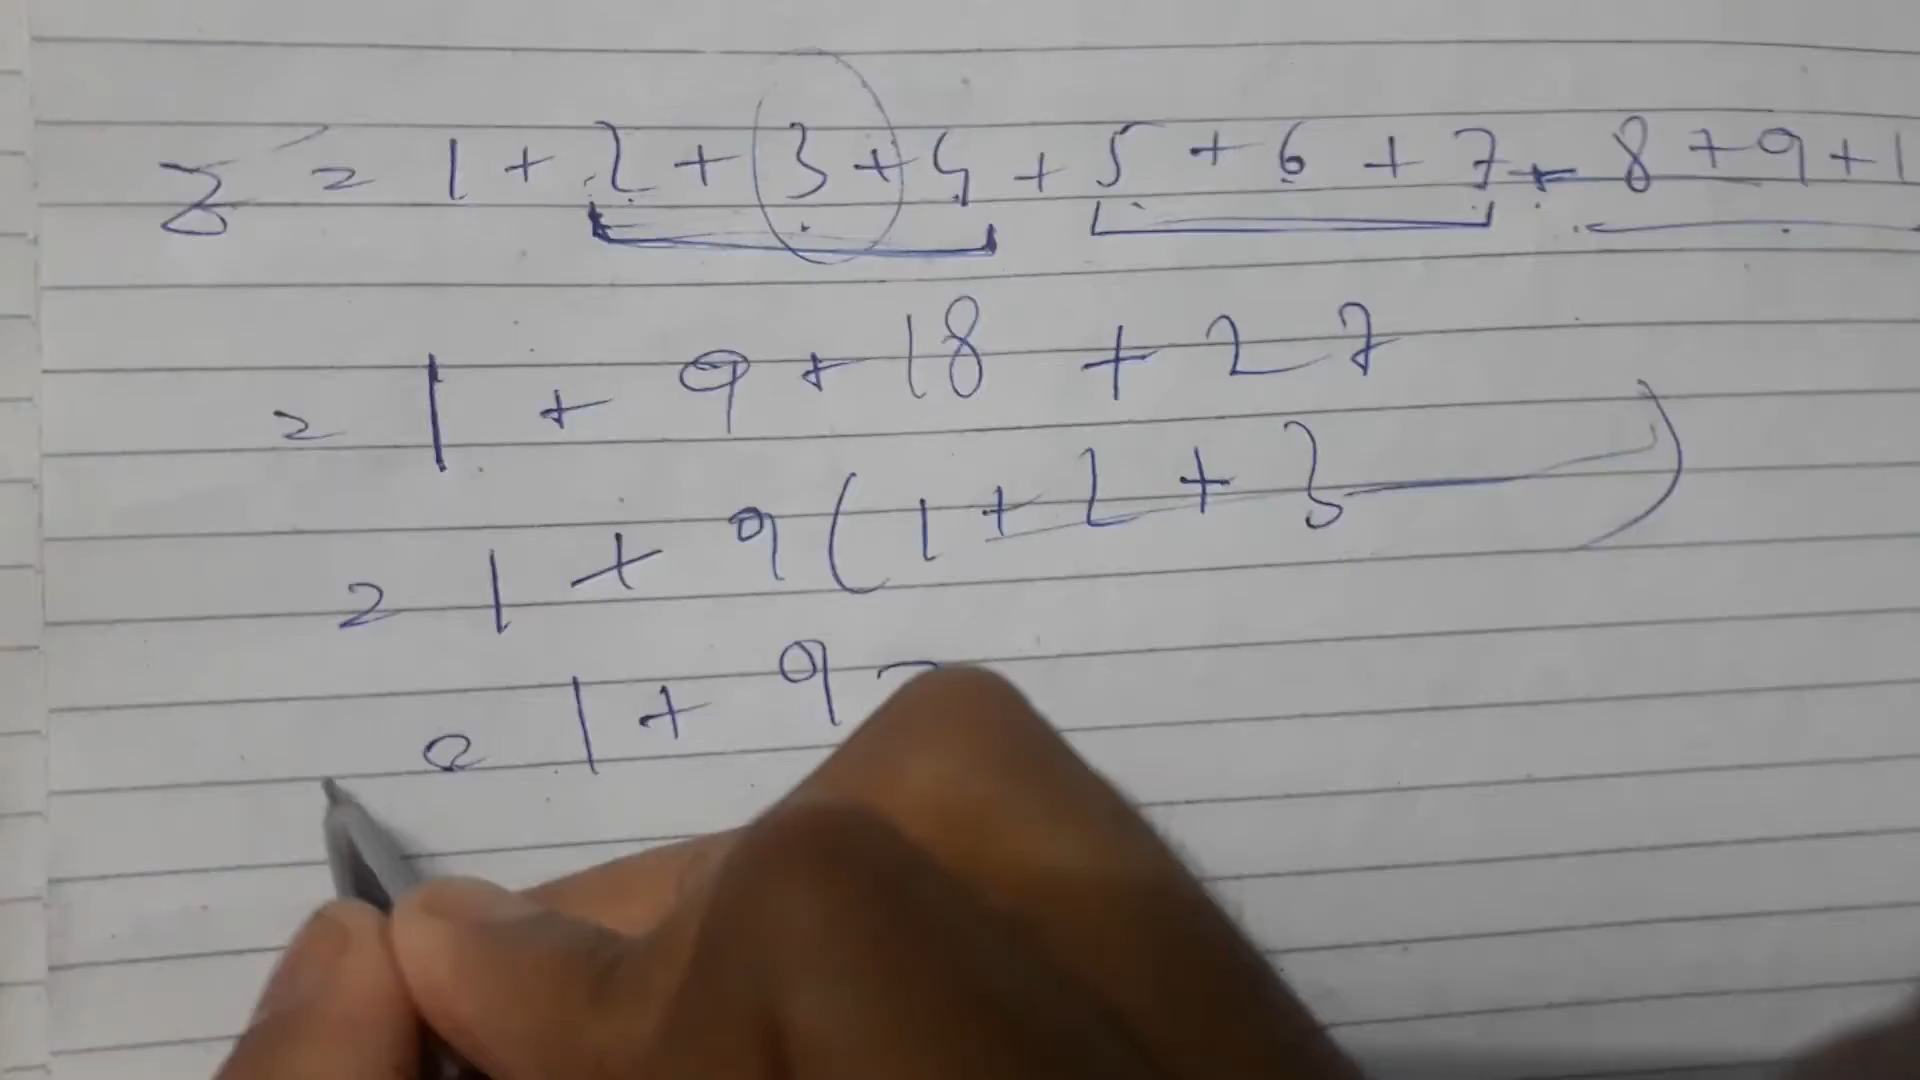 Σ = 1 + 2 + 3 + 4 + 5 + 6 + 7 + 8 + 9 + 1
= 1 + 9 + 18 + 27
= 1 + 9 ( 1 + 2 + 3 — )
= 1 + 9